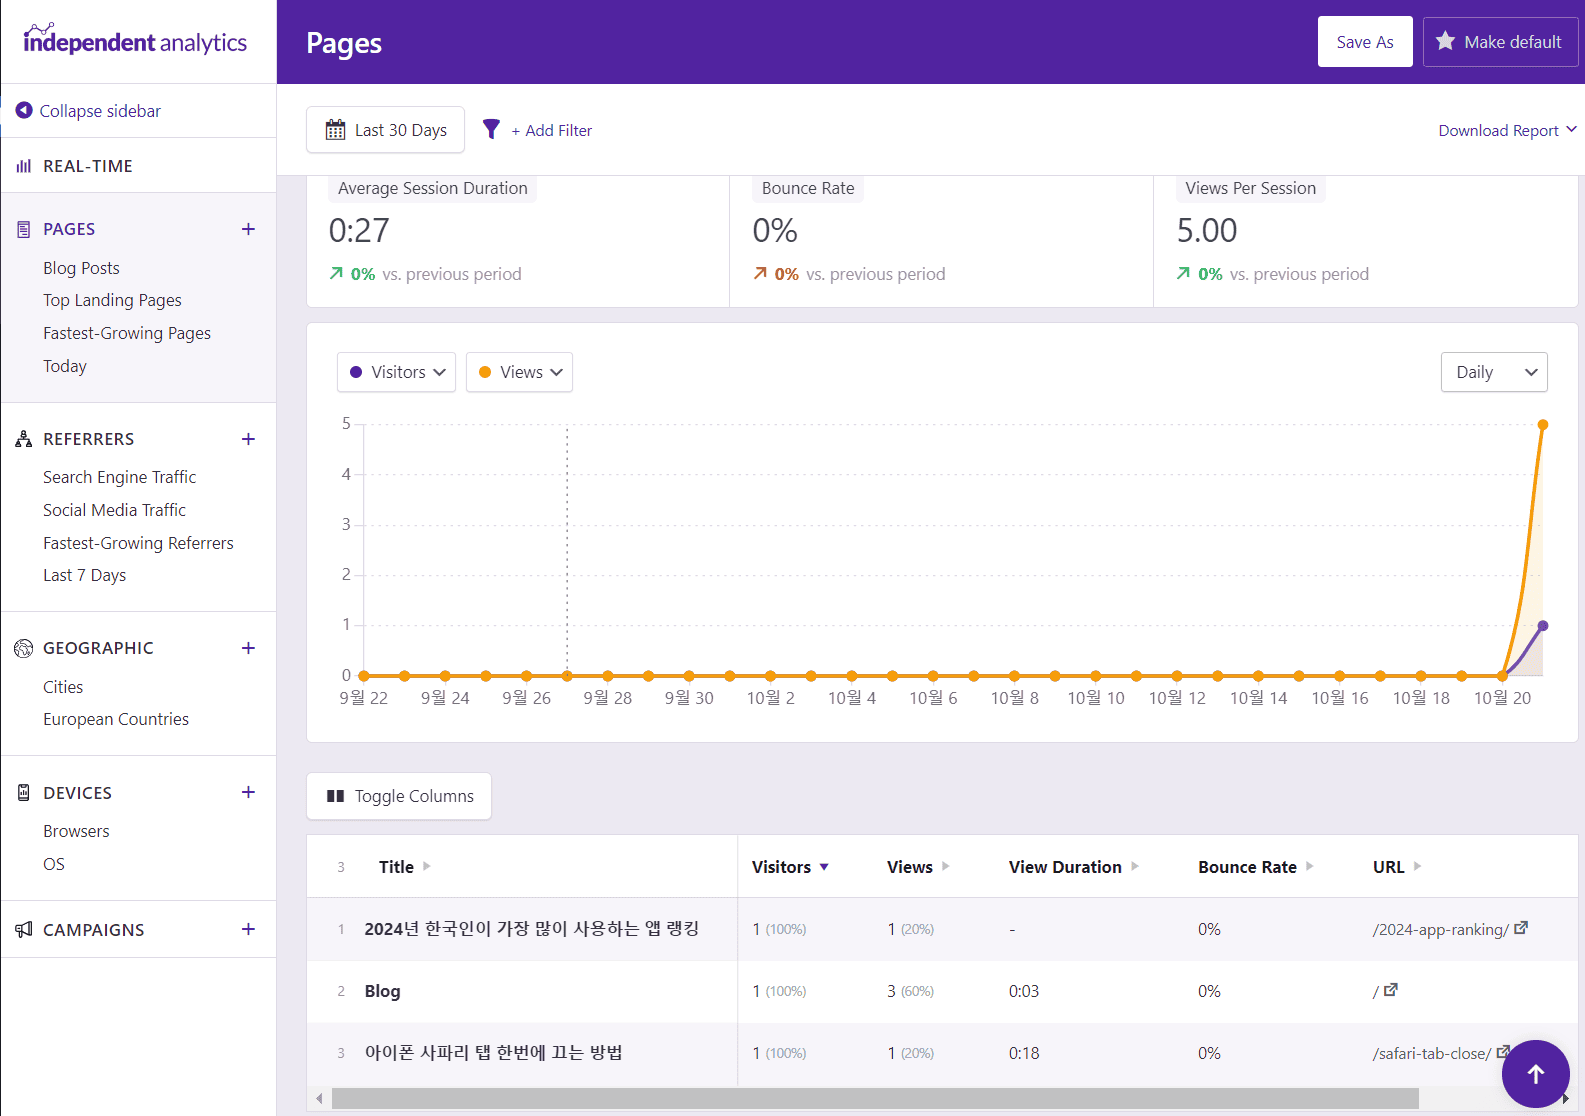 independent analytics
Pages
Save As
Make default
Collapse sidebar
Last 30 Days
+ Add Filter
Download Report
REAL-TIME
PAGES +
Blog Posts
Top Landing Pages
Fastest-Growing Pages
Today
REFERRERS +
Search Engine Traffic
Social Media Traffic
Fastest-Growing Referrers
Last 7 Days
GEOGRAPHIC +
Cities
European Countries
DEVICES +
Browsers
OS
CAMPAIGNS +
Average Session Duration
0:27
0% vs. previous period
Bounce Rate
0%
0% vs. previous period
Views Per Session
5.00
0% vs. previous period
Visitors
Views
Daily
5
4
3
2
1
0
9월 22 9월 24 9월 26 9월 28 9월 30 10월 2 10월 4 10월 6 10월 8 10월 10 10월 12 10월 14 10월 16 10월 18 10월 20
Toggle Columns
3 Title Visitors Views View Duration Bounce Rate URL
1 2024년 한국인이 가장 많이 사용하는 앱 랭킹 1 (100%) 1 (20%) - 0% /2024-app-ranking/
2 Blog 1 (100%) 3 (60%) 0:03 0% /
3 아이폰 사파리 탭 한번에 끄는 방법 1 (100%) 1 (20%) 0:18 0% /safari-tab-close/